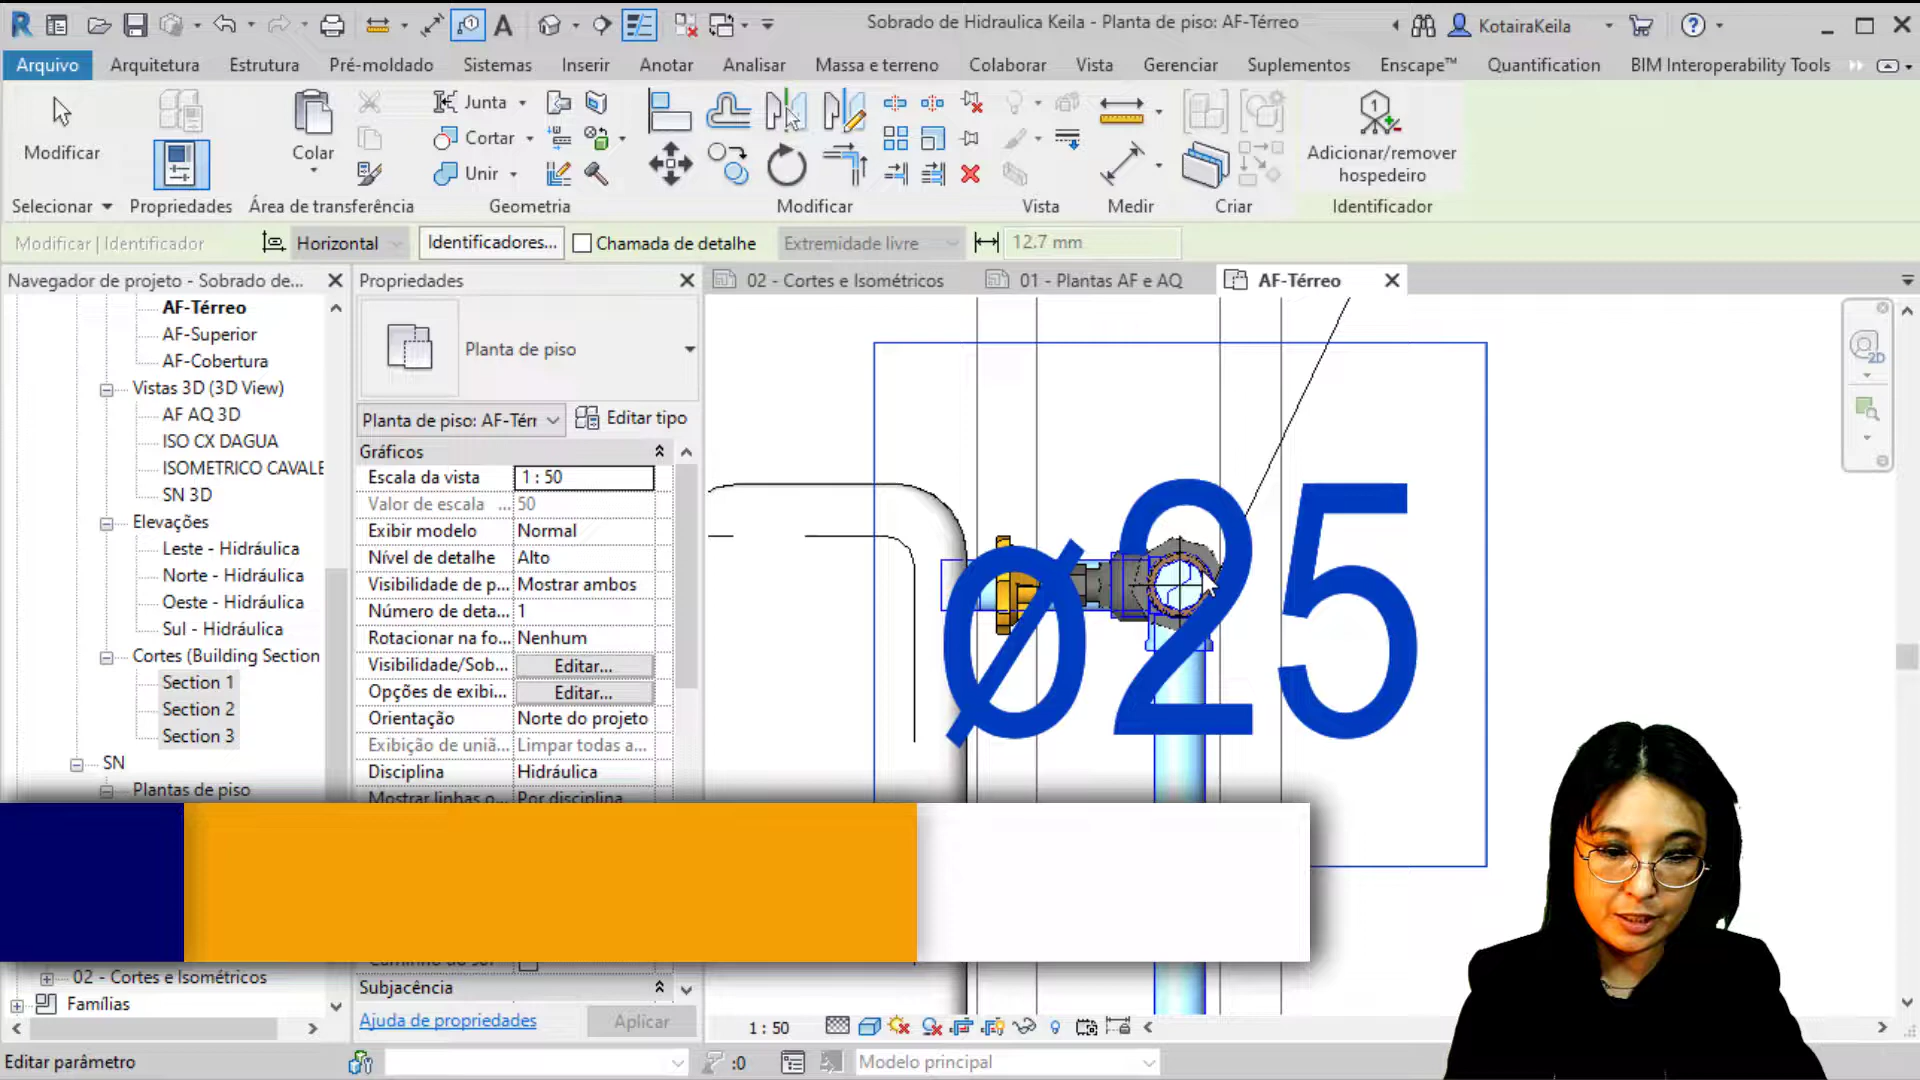 Sobrado de Hidraulica Keila - Planta de piso: AF-Térreo
KotairaKeila
Arquivo Arquitetura Estrutura Pré-moldado Sistemas Inserir Anotar Analisar Massa e terreno Colaborar Vista Gerenciar Suplementos Enscape™ Quantification BIM Interoperability Tools
Modificar
Colar
Junta
Cortar
Unir
Adicionar/remover
hospedeiro
Selecionar Propriedades Área de transferência Geometria Modificar Vista Medir Criar Identificador
Modificar | Identificador Horizontal Identificadores... Chamada de detalhe Extremidade livre 12.7 mm
Navegador de projeto - Sobrado de...
AF-Térreo
AF-Superior
AF-Cobertura
Vistas 3D (3D View)
AF AQ 3D
ISO CX DAGUA
ISOMETRICO CAVALE
SN 3D
Elevações
Leste - Hidráulica
Norte - Hidráulica
Oeste - Hidráulica
Sul - Hidráulica
Cortes (Building Section
Section 1
Section 2
Section 3
SN
Plantas de piso
02 - Cortes e Isométricos
Famílias
Propriedades
Planta de piso
Planta de piso: AF-Térr Editar tipo
Gráficos
Escala da vista 1 : 50
Valor de escala ... 50
Exibir modelo Normal
Nível de detalhe Alto
Visibilidade de p... Mostrar ambos
Número de deta... 1
Rotacionar na fo... Nenhum
Visibilidade/Sob... Editar...
Opções de exibi... Editar...
Orientação Norte do projeto
Exibição de uniã... Limpar todas a...
Disciplina Hidráulica
Mostrar linhas o... Por disciplina
Subjacência
Ajuda de propriedades Aplicar
02 - Cortes e Isométricos 01 - Plantas AF e AQ AF-Térreo
2D
ø25
1 : 50
Editar parâmetro :0 Modelo principal